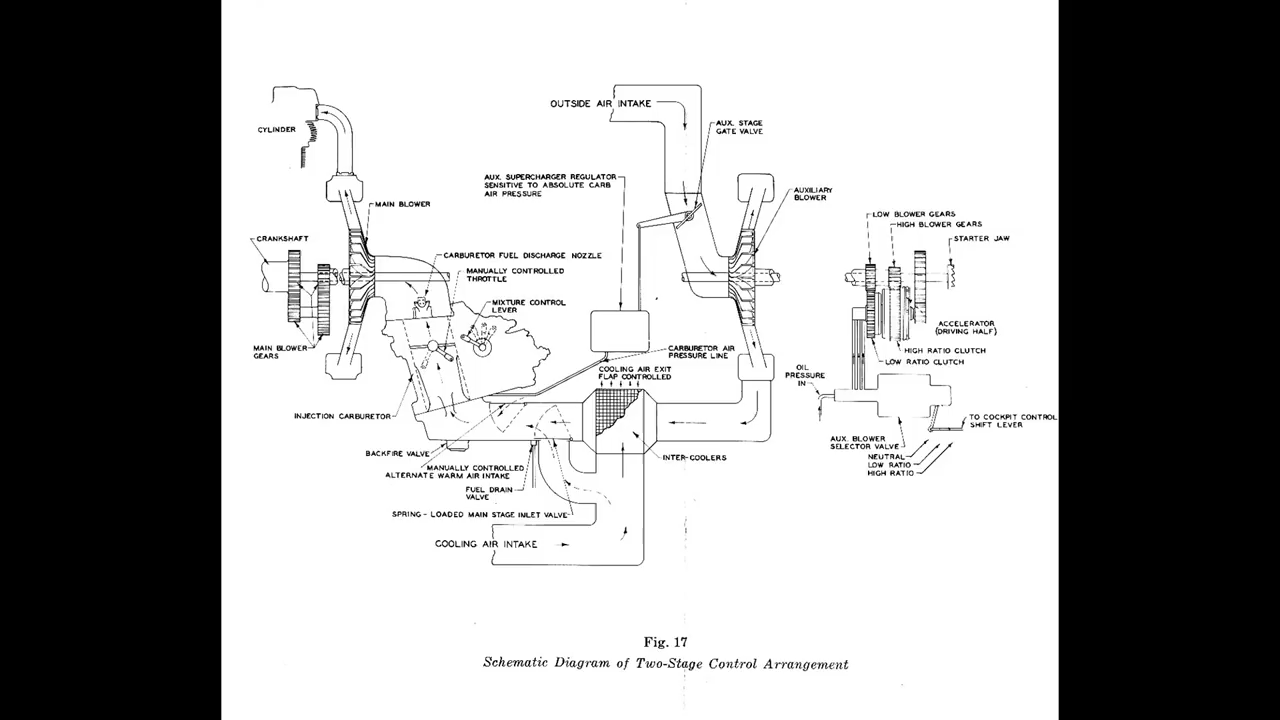 OUTSIDE AIR INTAKE
AUX. STAGE
GATE VALVE
CYLINDER
AUX. SUPERCHARGER REGULATOR
SENSITIVE TO ABSOLUTE CARB
AIR PRESSURE
AUXILIARY
BLOWER
MAIN BLOWER
LOW BLOWER GEARS
HIGH BLOWER GEARS
STARTER JAW
CRANKSHAFT
CARBURETOR FUEL DISCHARGE NOZZLE
MANUALLY CONTROLLED
THROTTLE
MIXTURE CONTROL
LEVER
ACCELERATOR
(DRIVING HALF)
MAIN BLOWER
GEARS
CARBURETOR AIR
PRESSURE LINE
HIGH RATIO CLUTCH
LOW RATIO CLUTCH
COOLING AIR EXIT
FLAP CONTROLLED
OIL
PRESSURE
IN
INJECTION CARBURETOR
TO COCKPIT CONTROL
SHIFT LEVER
AUX. BLOWER
SELECTOR VALVE
NEUTRAL
LOW RATIO
HIGH RATIO
BACKFIRE VALVE
INTER-COOLERS
MANUALLY CONTROLLED
ALTERNATE WARM AIR INTAKE
FUEL DRAIN
VALVE
SPRING-LOADED MAIN STAGE INLET VALVE
COOLING AIR INTAKE
Fig. 17
Schematic Diagram of Two-Stage Control Arrangement